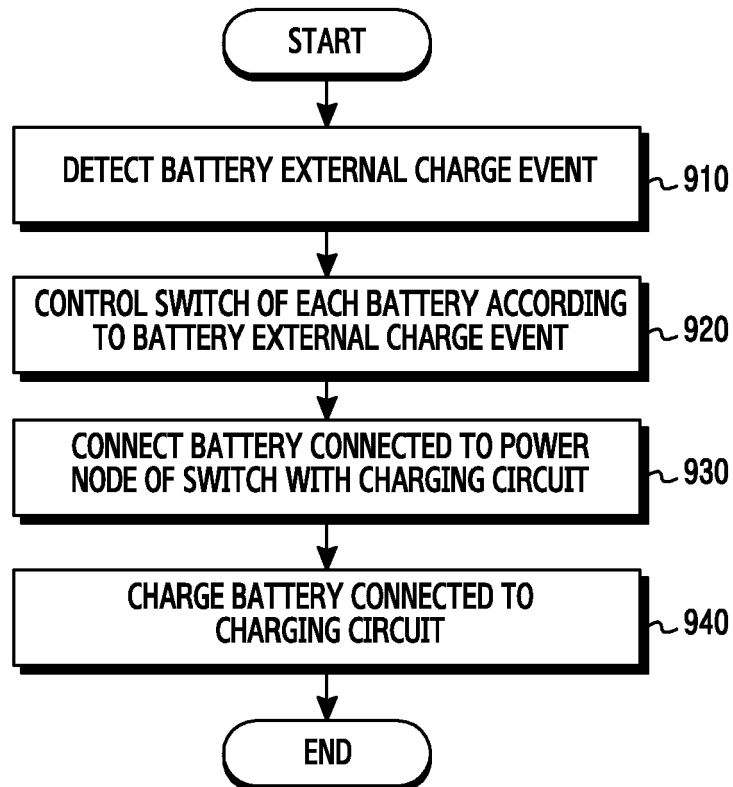 START
DETECT BATTERY EXTERNAL CHARGE EVENT
910
CONTROL SWITCH OF EACH BATTERY ACCORDING
TO BATTERY EXTERNAL CHARGE EVENT
920
CONNECT BATTERY CONNECTED TO POWER
NODE OF SWITCH WITH CHARGING CIRCUIT
930
CHARGE BATTERY CONNECTED TO
CHARGING CIRCUIT
940
END